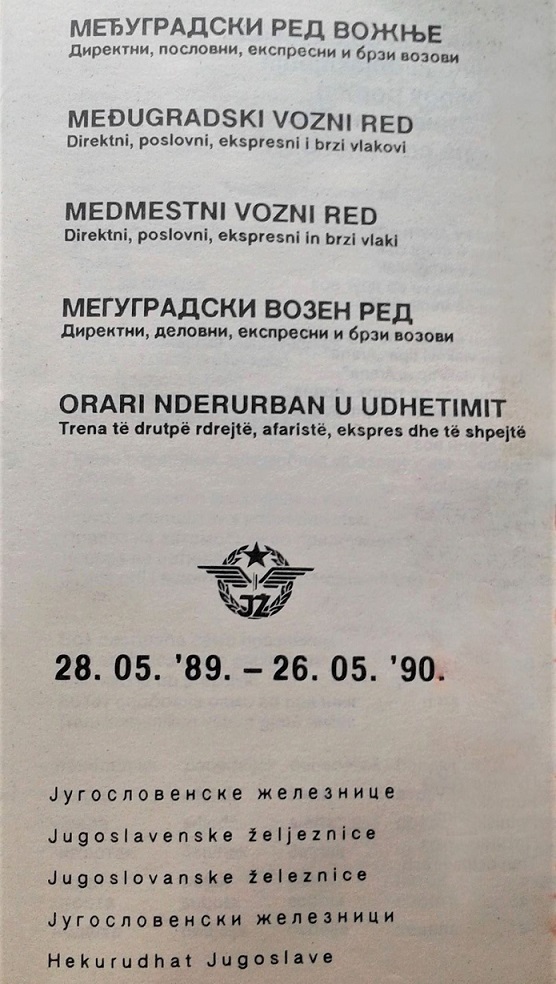 МЕЂУГРАДСКИ РЕД ВОЖЊЕ
Директни, пословни, експресни и брзи возови
MEĐUGRADSKI VOZNI RED
Direktni, poslovni, ekspresni i brzi vlakovi
MEDMESTNI VOZNI RED
Direktni, poslovni, ekspresni in brzi vlaki
МЕГУГРАДСКИ ВОЗЕН РЕД
Директни, деловни, експресни и брзи возови
ORARI NDERURBAN U UDHETIMIT
Trena të drutpë rdrejtë, afaristë, ekspres dhe të shpejtë
JŽ
28. 05. '89. – 26. 05. '90.
Југословенске железнице
Jugoslavenske željeznice
Jugoslovanske železnice
Југословенски железници
Hekurudhat Jugoslave